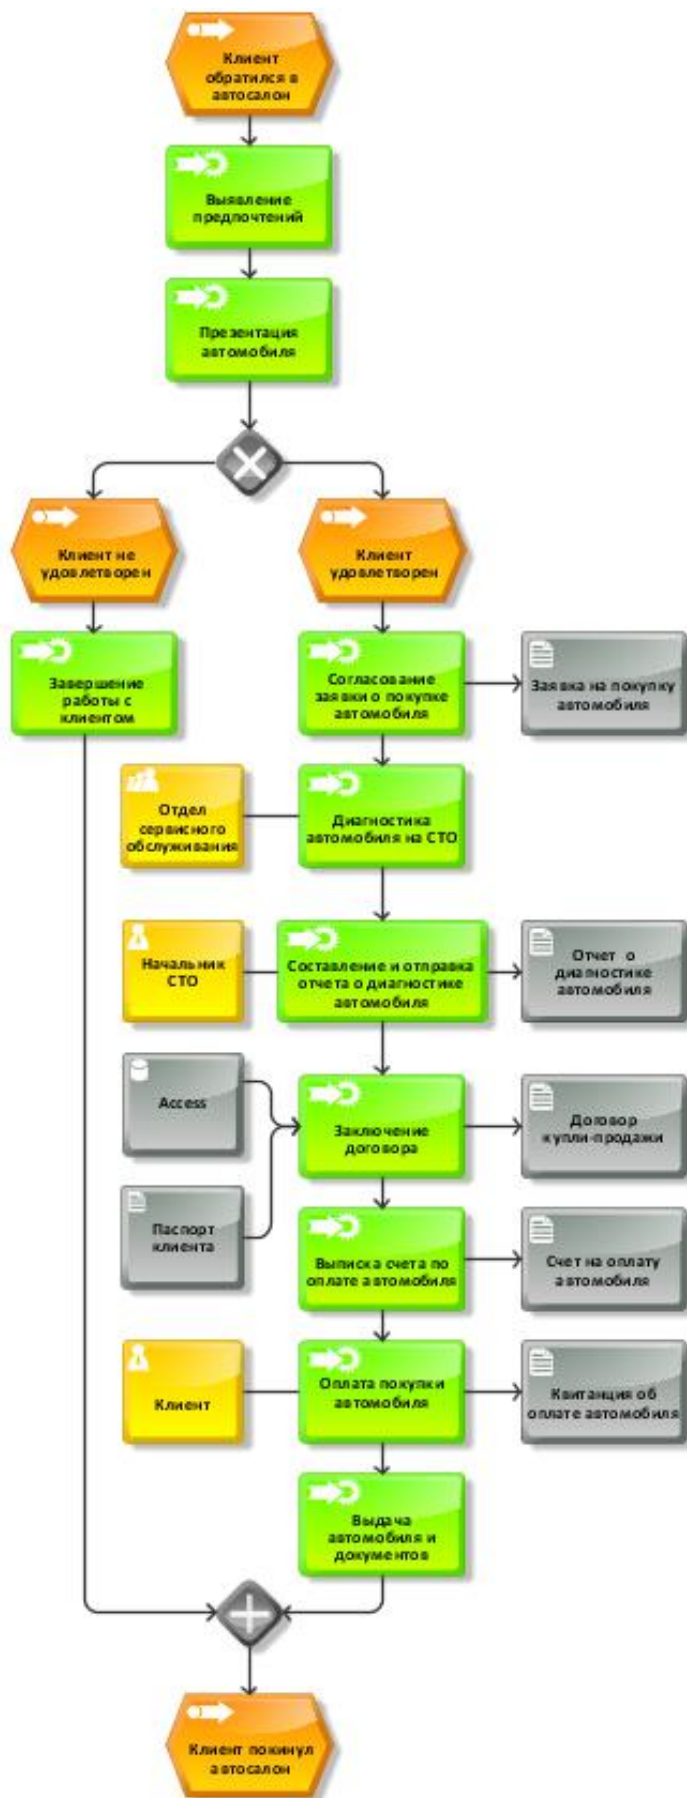 Клиент
обратился в
автосалон
Выявление
предпочтений
Презентация
автомобиля
Клиент не
удовлетворен
Клиент
удовлетворен
Завершение
работы с
клиентом
Согласование
заявки о покупке
автомобиля
Заявка на покупку
автомобиля
Отдел
сервисного
обслуживания
Диагностика
автомобиля на СТО
Начальник
СТО
Составление и отправка
отчета о диагностике
автомобиля
Отчет о
диагностике
автомобиля
Access
Заключение
договора
Договор
купли-продажи
Паспорт
клиента
Выписка счета по
оплате автомобиля
Счет на оплату
автомобиля
Клиент
Оплата покупки
автомобиля
Квитанция об
оплате автомобиля
Выдача
автомобиля и
документов
Клиент покинул
автосалон